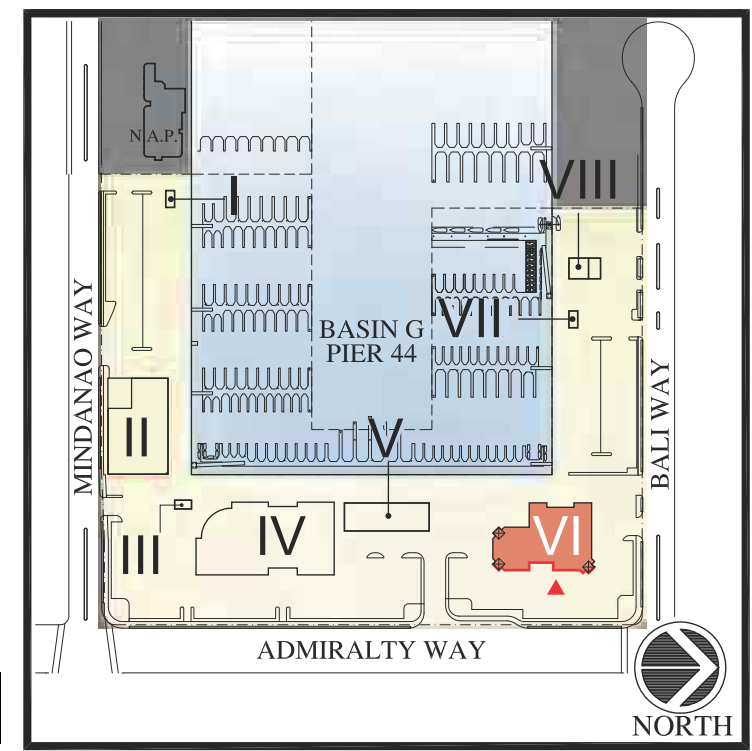 N.A.P.
I
VIII
MINDANAO WAY
BASIN G
PIER 44
VII
BALI WAY
II
V
III
IV
VI
ADMIRALTY WAY
NORTH